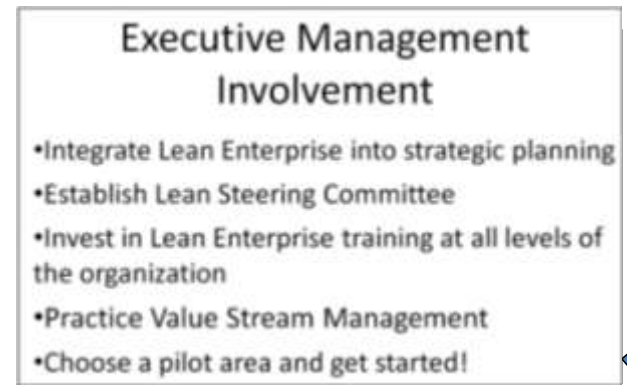 Executive Management
Involvement
•Integrate Lean Enterprise into strategic planning
•Establish Lean Steering Committee
•Invest in Lean Enterprise training at all levels of
the organization
•Practice Value Stream Management
•Choose a pilot area and get started!